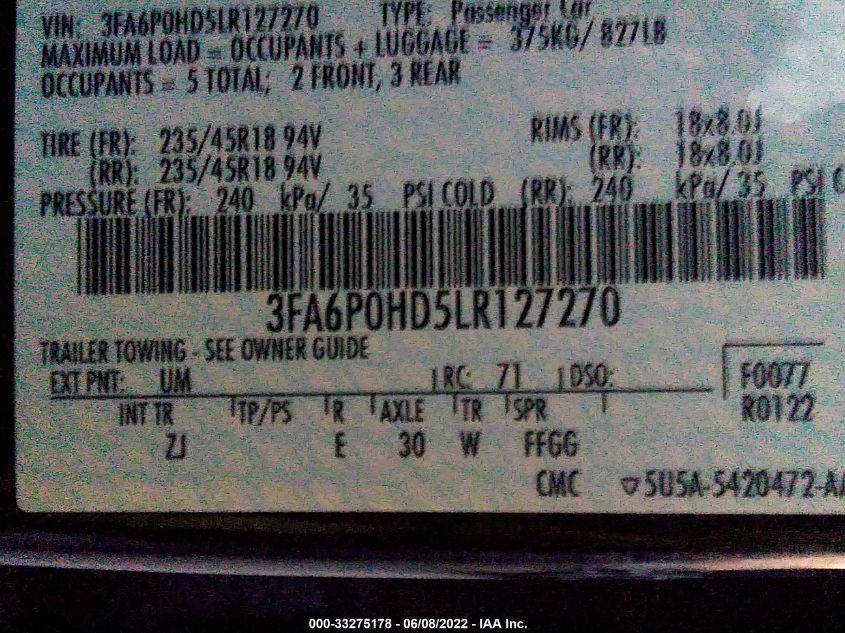 VIN: 3FA6P0HD5LR127270 TYPE: Passenger Car
MAXIMUM LOAD = OCCUPANTS + LUGGAGE = 375KG/ 827LB
OCCUPANTS = 5 TOTAL; 2 FRONT, 3 REAR
TIRE (FR): 235/45R18 94V RIMS (FR): 18x8.0J
(RR): 235/45R18 94V (RR): 18x8.0J
PRESSURE (FR): 240 kPa/ 35 PSI COLD (RR): 240 kPa/ 35 PSI C
3FA6P0HD5LR127270
TRAILER TOWING - SEE OWNER GUIDE
EXT PNT: UM RC: 71 DSO: F0077
INT TR TP/PS R AXLE TR SPR R0122
ZJ E 30 W FFGG
CMC 5U5A-5420472-AA
000-33275178 - 06/08/2022 - IAA Inc.